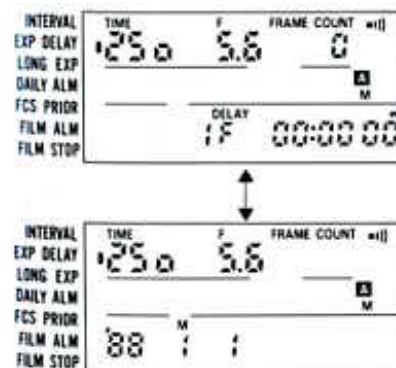 INTERVAL TIME F FRAME COUNT
EXP DELAY '250 5.6 0
LONG EXP
DAILY ALM A
FCS PRIOR M
FILM ALM DELAY
FILM STOP 1F 00:00 00
INTERVAL TIME F FRAME COUNT
EXP DELAY '250 5.6
LONG EXP
DAILY ALM A
FCS PRIOR M
FILM ALM M
FILM STOP '88 1 1